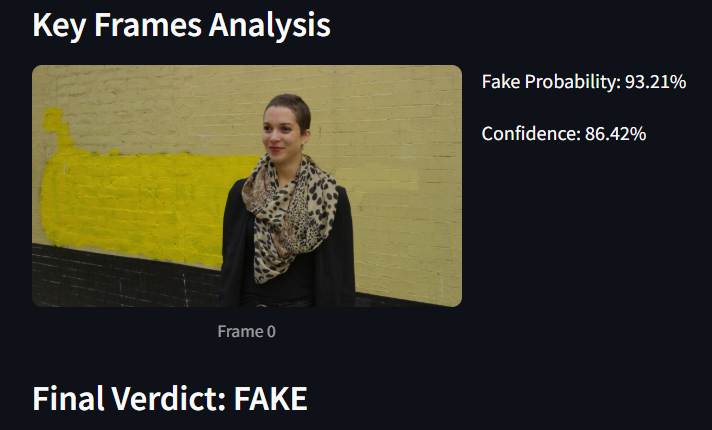 Key Frames Analysis
Fake Probability: 93.21%
Confidence: 86.42%
Frame 0
Final Verdict: FAKE